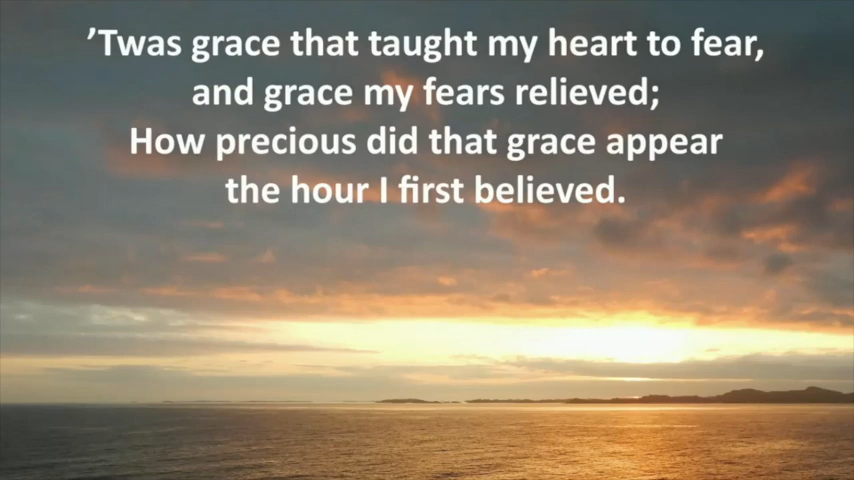 ’Twas grace that taught my heart to fear,
and grace my fears relieved;
How precious did that grace appear
the hour I first believed.